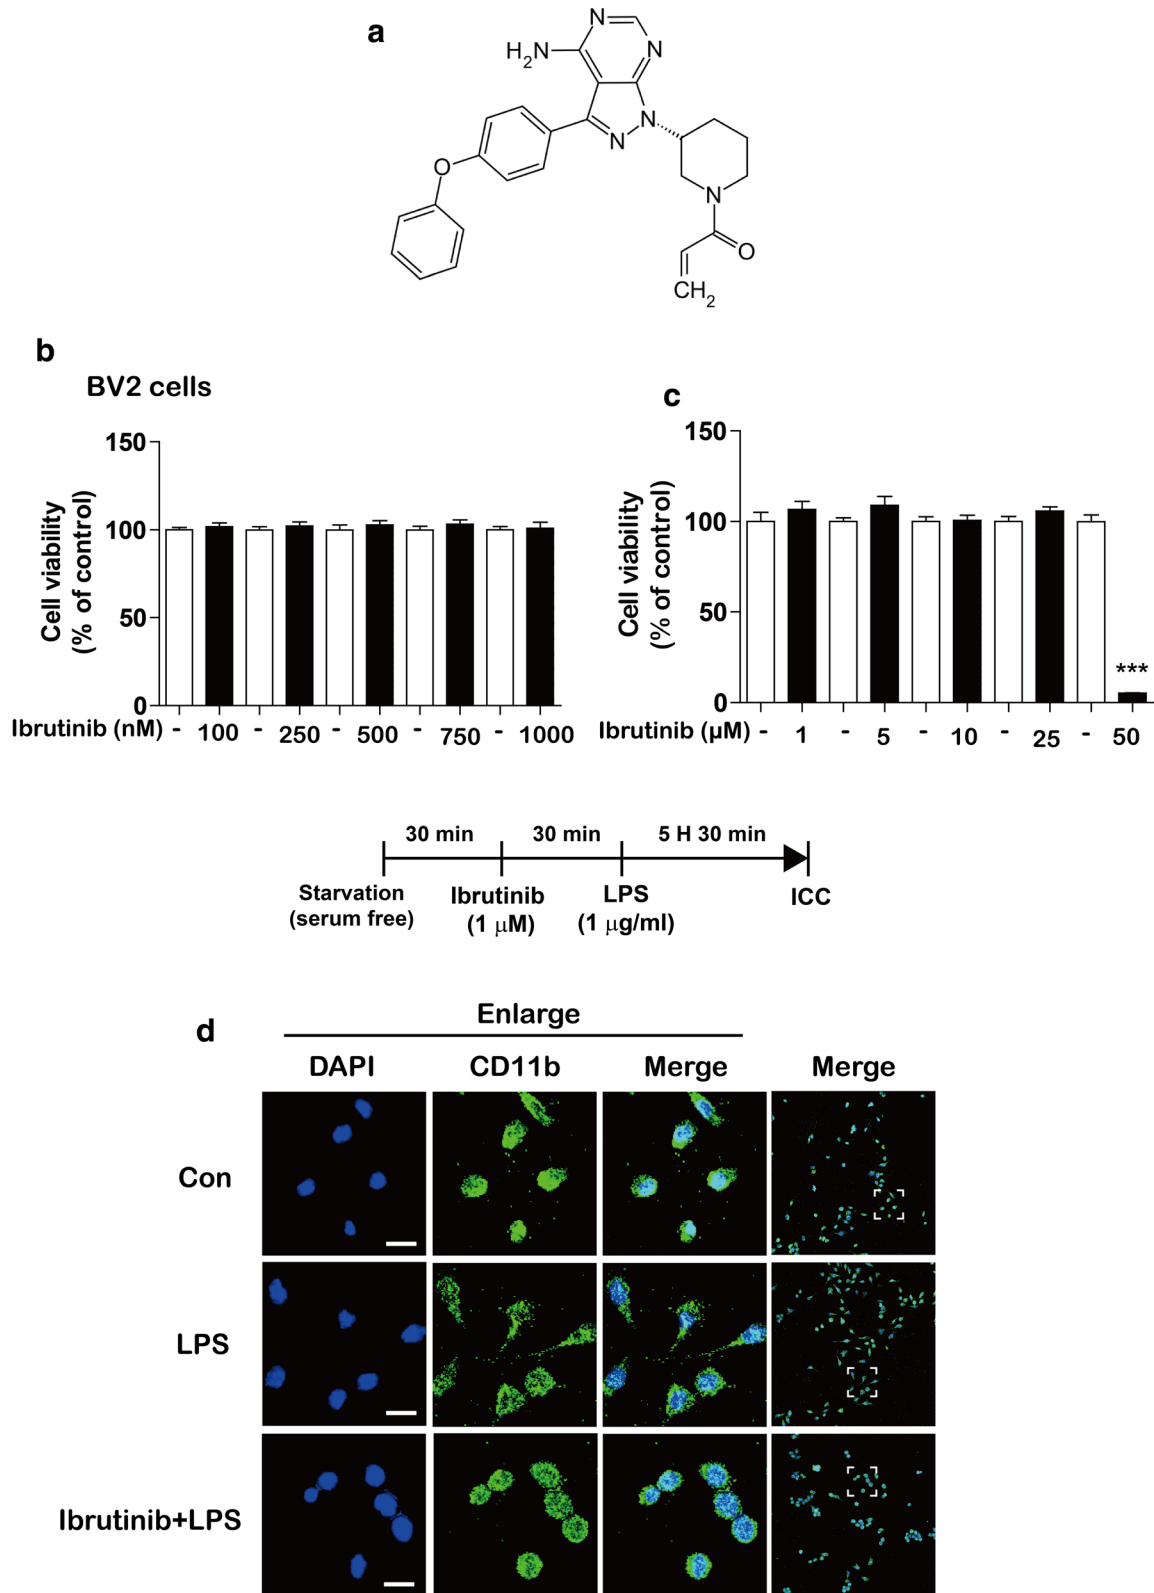 a
N
N
H2N
N
N
O
N
O
CH2
b
BV2 cells
150
100
50
0
Cell viability
(% of control)
Ibrutinib (nM) - 100 - 250 - 500 - 750 - 1000
c
150
100
50
0
Cell viability
(% of control)
***
Ibrutinib (µM) - 1 - 5 - 10 - 25 - 50
30 min 30 min 5 H 30 min
Starvation
(serum free)
Ibrutinib
(1 µM)
LPS
(1 µg/ml)
ICC
d
Enlarge
DAPI CD11b Merge Merge
Con
LPS
Ibrutinib+LPS